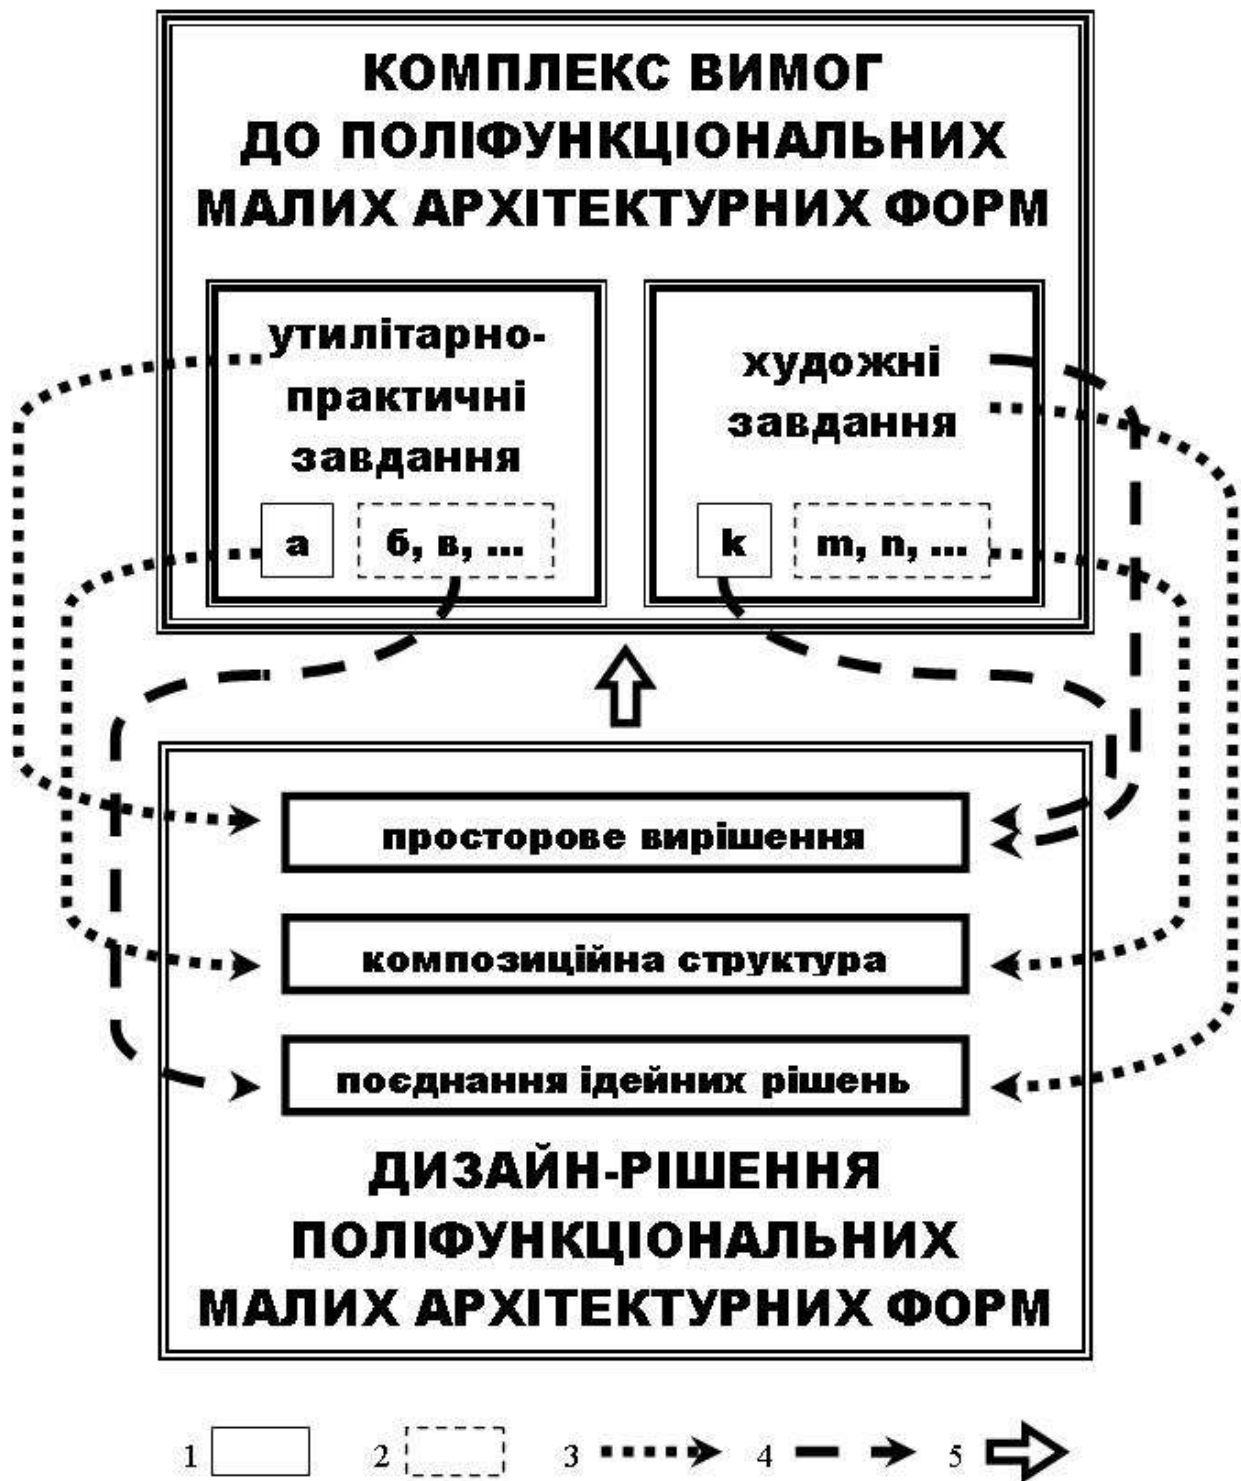 КОМПЛЕКС ВИМОГ
ДО ПОЛІФУНКЦІОНАЛЬНИХ
МАЛИХ АРХІТЕКТУРНИХ ФОРМ
утилітарно-
практичні
завдання
а
б, в, ...
художні
завдання
k
m, n, ...
просторове вирішення
композиційна структура
поєднання ідейних рішень
ДИЗАЙН-РІШЕННЯ
ПОЛІФУНКЦІОНАЛЬНИХ
МАЛИХ АРХІТЕКТУРНИХ ФОРМ
1 2 3 4 5